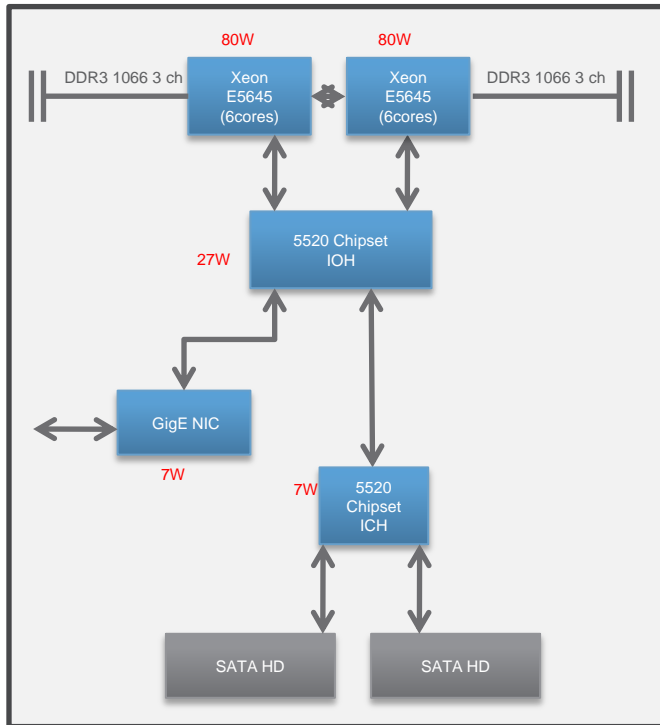 80W
80W
DDR3 1066 3 ch
Xeon
E5645
(6cores)
Xeon
E5645
(6cores)
DDR3 1066 3 ch
5520 Chipset
IOH
27W
GigE NIC
7W
7W
5520
Chipset
ICH
SATA HD
SATA HD